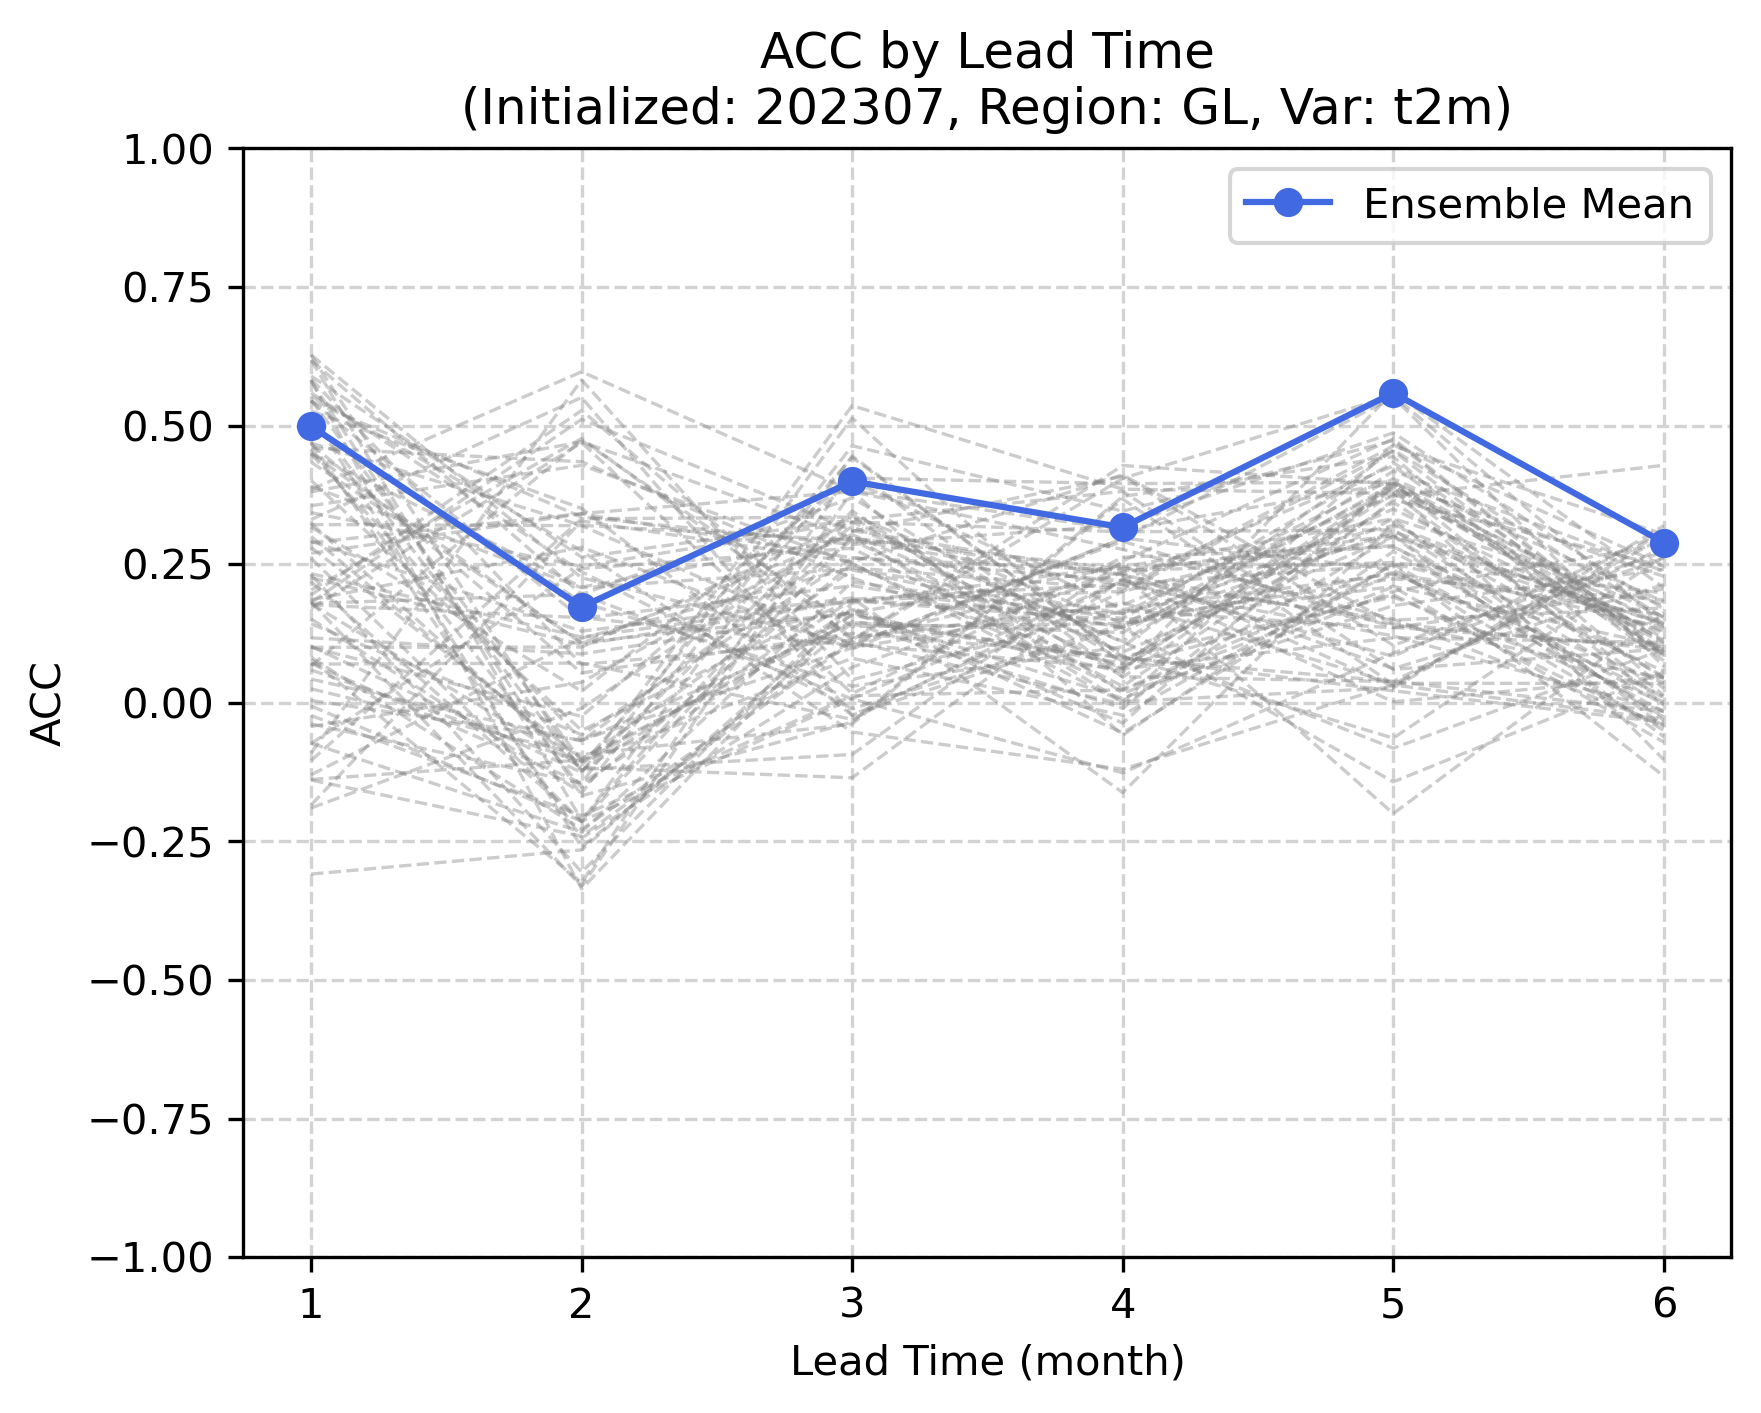 ACC by Lead Time
(Initialized: 202307, Region: GL, Var: t2m)
Ensemble Mean
ACC
1.00
0.75
0.50
0.25
0.00
−0.25
−0.50
−0.75
−1.00
1 2 3 4 5 6
Lead Time (month)